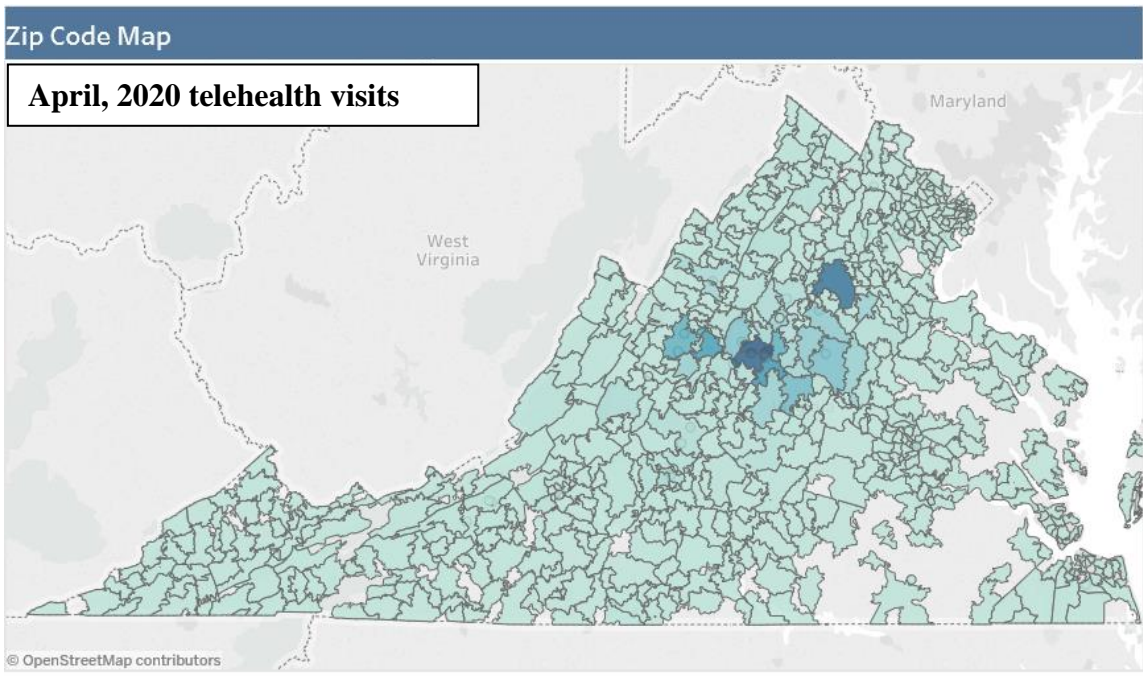 Zip Code Map
April, 2020 telehealth visits
Maryland
West
Virginia
© OpenStreetMap contributors